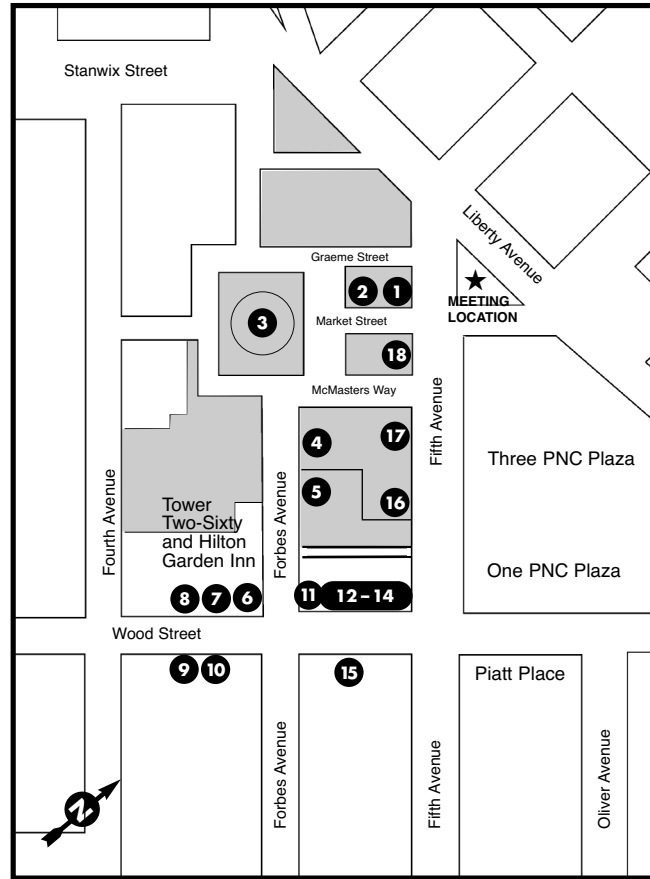 Stanwix Street
Liberty Avenue
Graeme Street
2
1
MEETING
LOCATION
3
Market Street
18
McMasters Way
Fifth Avenue
4
17
Three PNC Plaza
5
16
Forbes Avenue
Fourth Avenue
Tower
Two-Sixty
and Hilton
Garden Inn
One PNC Plaza
8
7
6
11
12–14
Wood Street
9
10
15
Piatt Place
Forbes Avenue
Fifth Avenue
Oliver Avenue
N